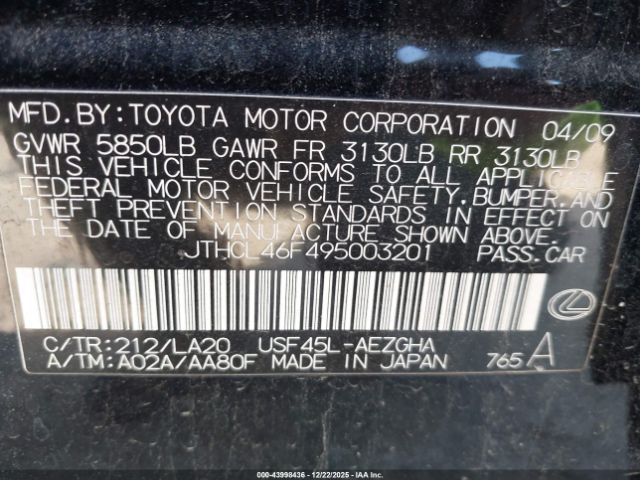 MFD.BY:TOYOTA MOTOR CORPORATION 04/09
GVWR 5850LB GAWR FR 3130LB RR 3130LB
THIS VEHICLE CONFORMS TO ALL APPLICABLE
FEDERAL MOTOR VEHICLE SAFETY.BUMPER.AND
THEFT PREVENTION STANDARDS IN EFFECT ON
THE DATE OF MANUFACTURE SHOWN ABOVE.
JTHCL46F495003201 PASS.CAR
C/TR:212/LA20 USF45L-AEZGHA
A/TM:A02A/AA80F MADE IN JAPAN 765 A
000-43998436 - 12/22/2025 - IAA Inc.